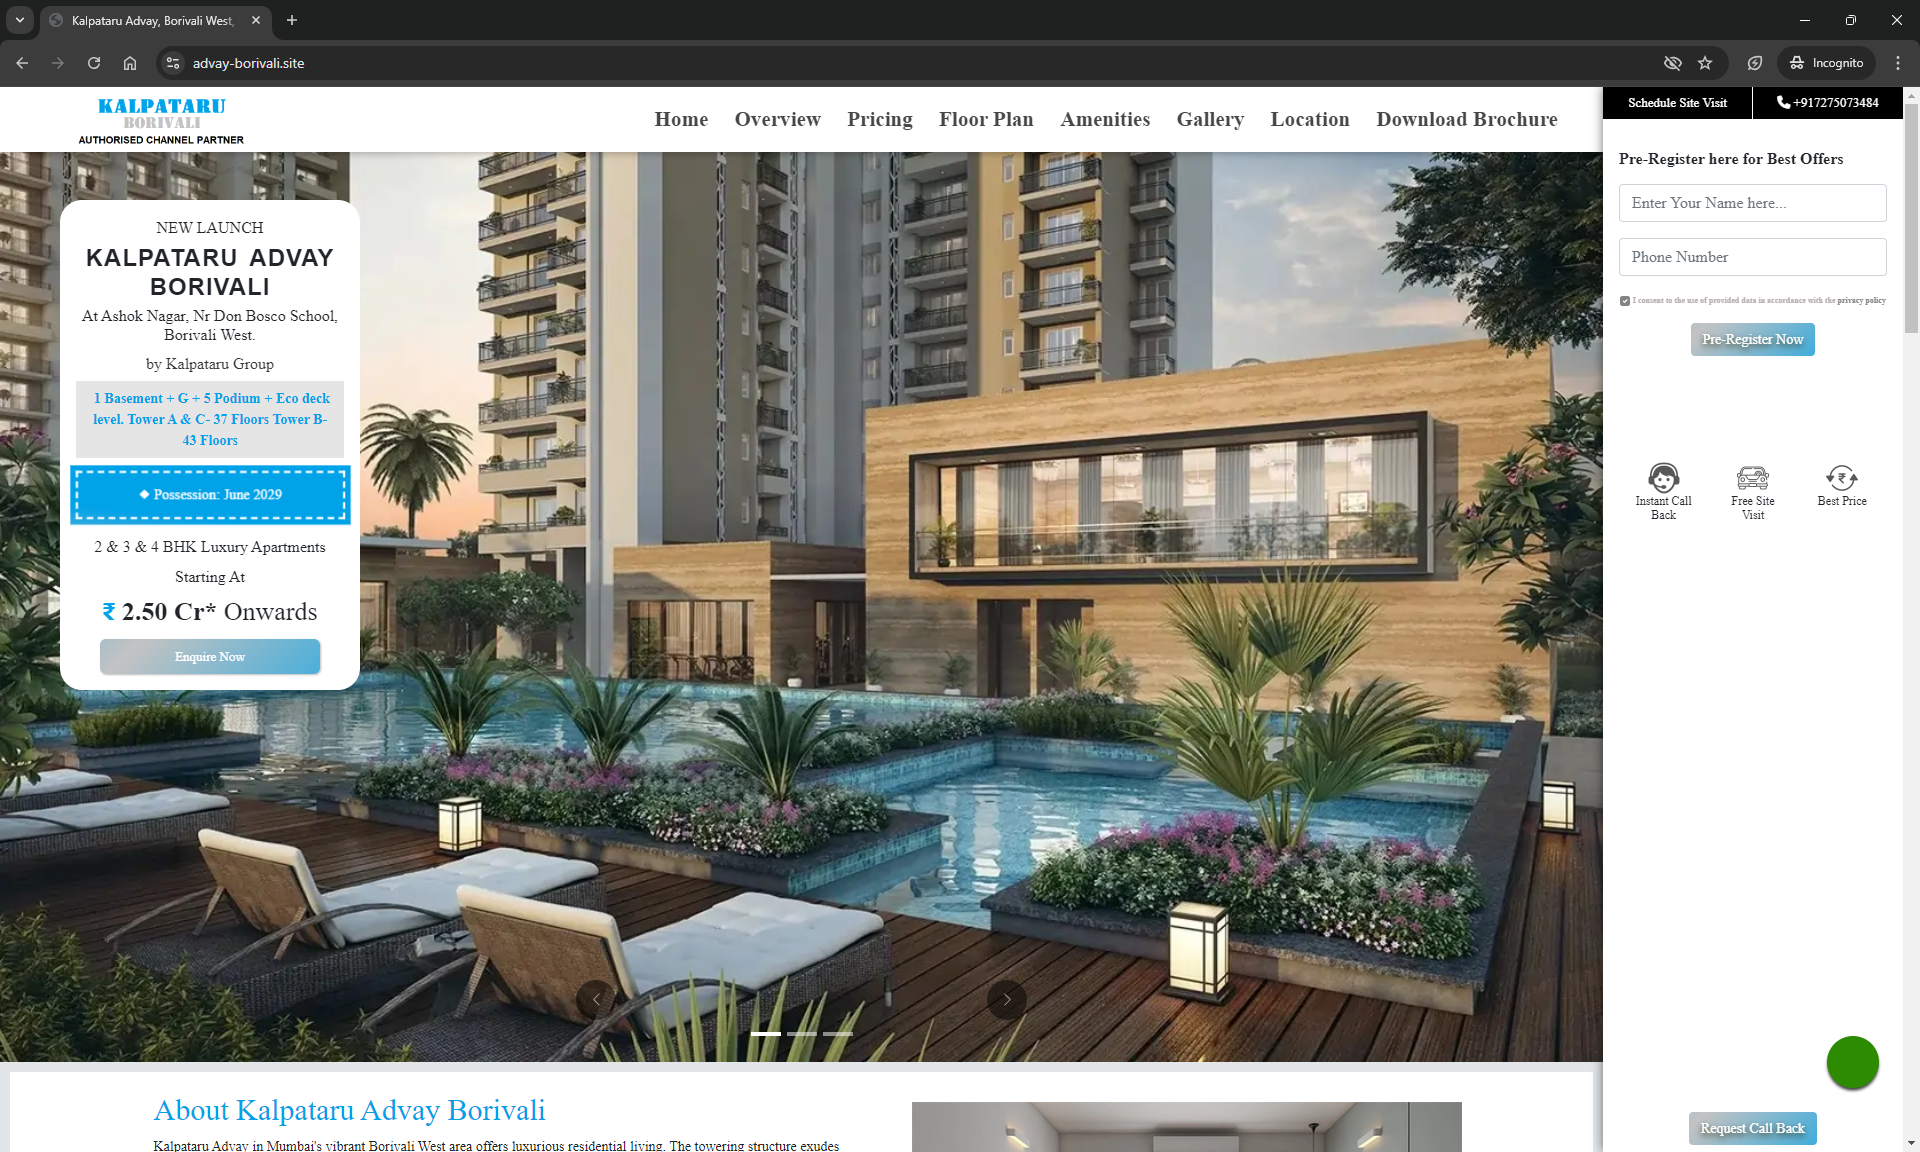 Kalpataru Advay, Borivali West,
advay-borivali.site
Incognito
KALPATARU
BORIVALI
AUTHORISED CHANNEL PARTNER
Home Overview Pricing Floor Plan Amenities Gallery Location Download Brochure
Schedule Site Visit
+917275073484
NEW LAUNCH
KALPATARU ADVAY
BORIVALI
At Ashok Nagar, Nr Don Bosco School,
Borivali West.
by Kalpataru Group
1 Basement + G + 5 Podium + Eco deck
level. Tower A & C- 37 Floors Tower B-
43 Floors
Possession: June 2029
2 & 3 & 4 BHK Luxury Apartments
Starting At
₹ 2.50 Cr* Onwards
Enquire Now
Pre-Register here for Best Offers
Enter Your Name here...
Phone Number
I consent to the use of provided data in accordance with the privacy policy
Pre-Register Now
Instant Call
Back
Free Site
Visit
Best Price
Request Call Back
About Kalpataru Advay Borivali
Kalpataru Advay in Mumbai's vibrant Borivali West area offers luxurious residential living. The towering structure exudes